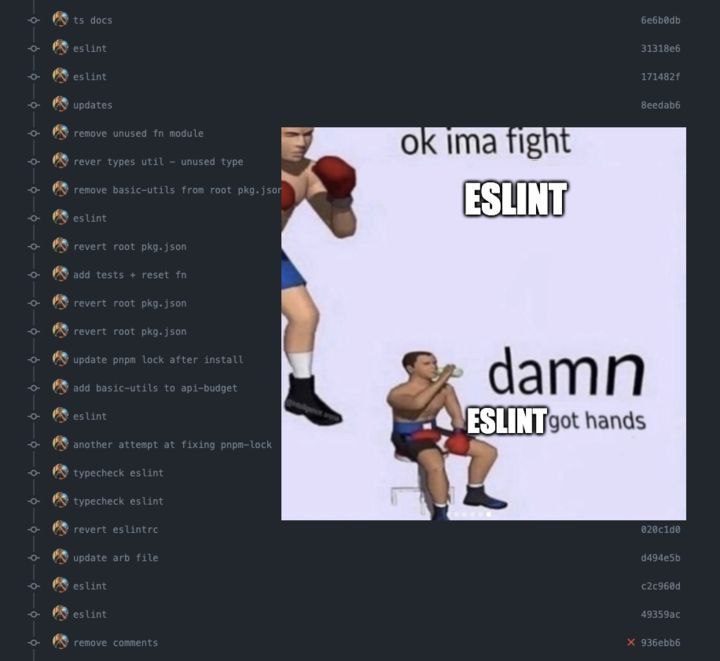 ts docs 6e6b0db
eslint 31318e6
eslint 171482f
updates 8eedab6
remove unused fn module
rever types util - unused type
remove basic-utils from root pkg.json
eslint
revert root pkg.json
add tests + reset fn
revert root pkg.json
revert root pkg.json
update pnpm lock after install
add basic-utils to api-budget
eslint
another attempt at fixing pnpm-lock
typecheck eslint
typecheck eslint
revert eslintrc 020c1d0
update arb file d494e5b
eslint c2c960d
eslint 49359ac
remove comments 936ebb6
ok ima fight
ESLINT
damn
ESLINT got hands